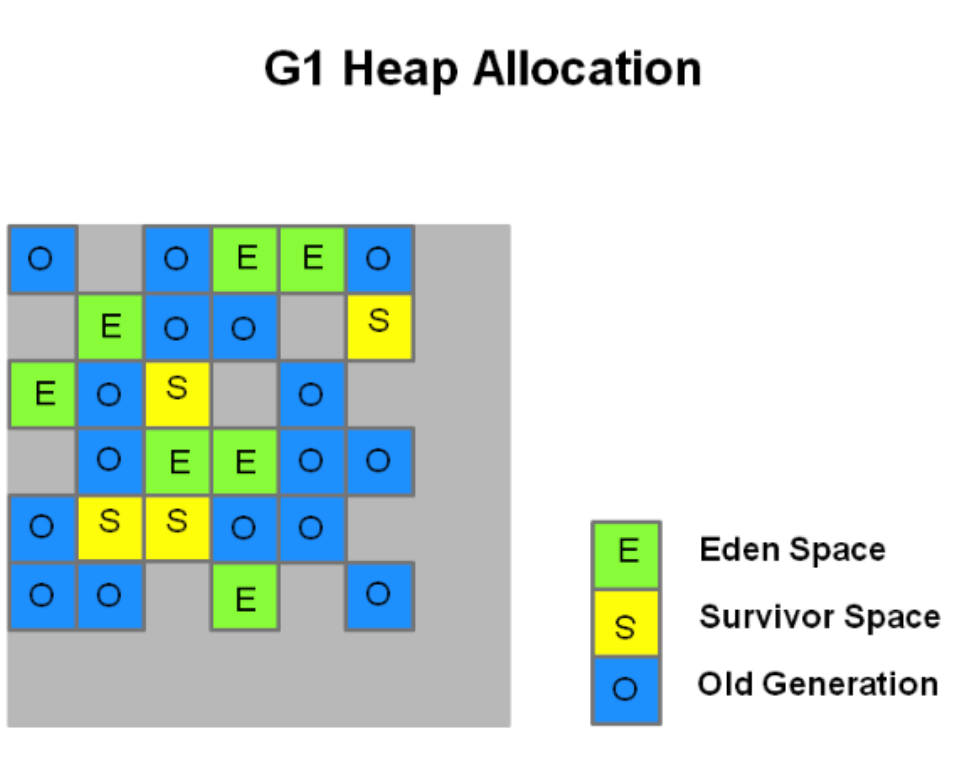 G1 Heap Allocation
O O E E O
E O O S
E O S O
O E E O O
O S S O O
O O E O
E Eden Space
S Survivor Space
O Old Generation